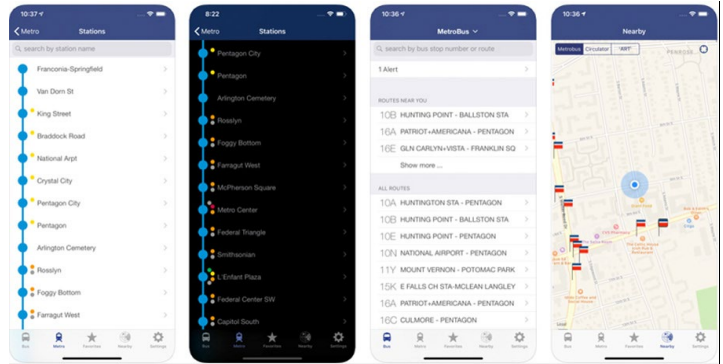 10:37
Metro
Stations
search by station name
Franconia-Springfield
Van Dorn St
King Street
Braddock Road
National Arpt
Crystal City
Pentagon City
Pentagon
Arlington Cemetery
Rosslyn
Foggy Bottom
Farragut West
Bus Metro Favorites Nearby Settings
8:22
Metro
Stations
Pentagon City
Pentagon
Arlington Cemetery
Rosslyn
Foggy Bottom
Farragut West
McPherson Square
Metro Center
Federal Triangle
Smithsonian
L'Enfant Plaza
Federal Center SW
Capitol South
Bus Metro Favorites Nearby Settings
10:36
MetroBus
search by bus stop number or route
1 Alert
ROUTES NEAR YOU
10B HUNTING POINT - BALLSTON STA
16A PATRIOT+AMERICANA - PENTAGON
16E GLN CARLYN+VISTA - FRANKLIN SQ
Show more ...
ALL ROUTES
10A HUNTINGTON STA - PENTAGON
10B HUNTING POINT - BALLSTON STA
10E HUNTING POINT - PENTAGON
10N NATIONAL AIRPORT - PENTAGON
11Y MOUNT VERNON - POTOMAC PARK
15K E FALLS CH STA-MCLEAN LANGLEY
16A PATRIOT+AMERICANA - PENTAGON
16C CULMORE - PENTAGON
Bus Metro Favorites Nearby Settings
10:36
Nearby
Metrobus Circulator ART
PENROSE
Legal
Bus Metro Favorites Nearby Settings